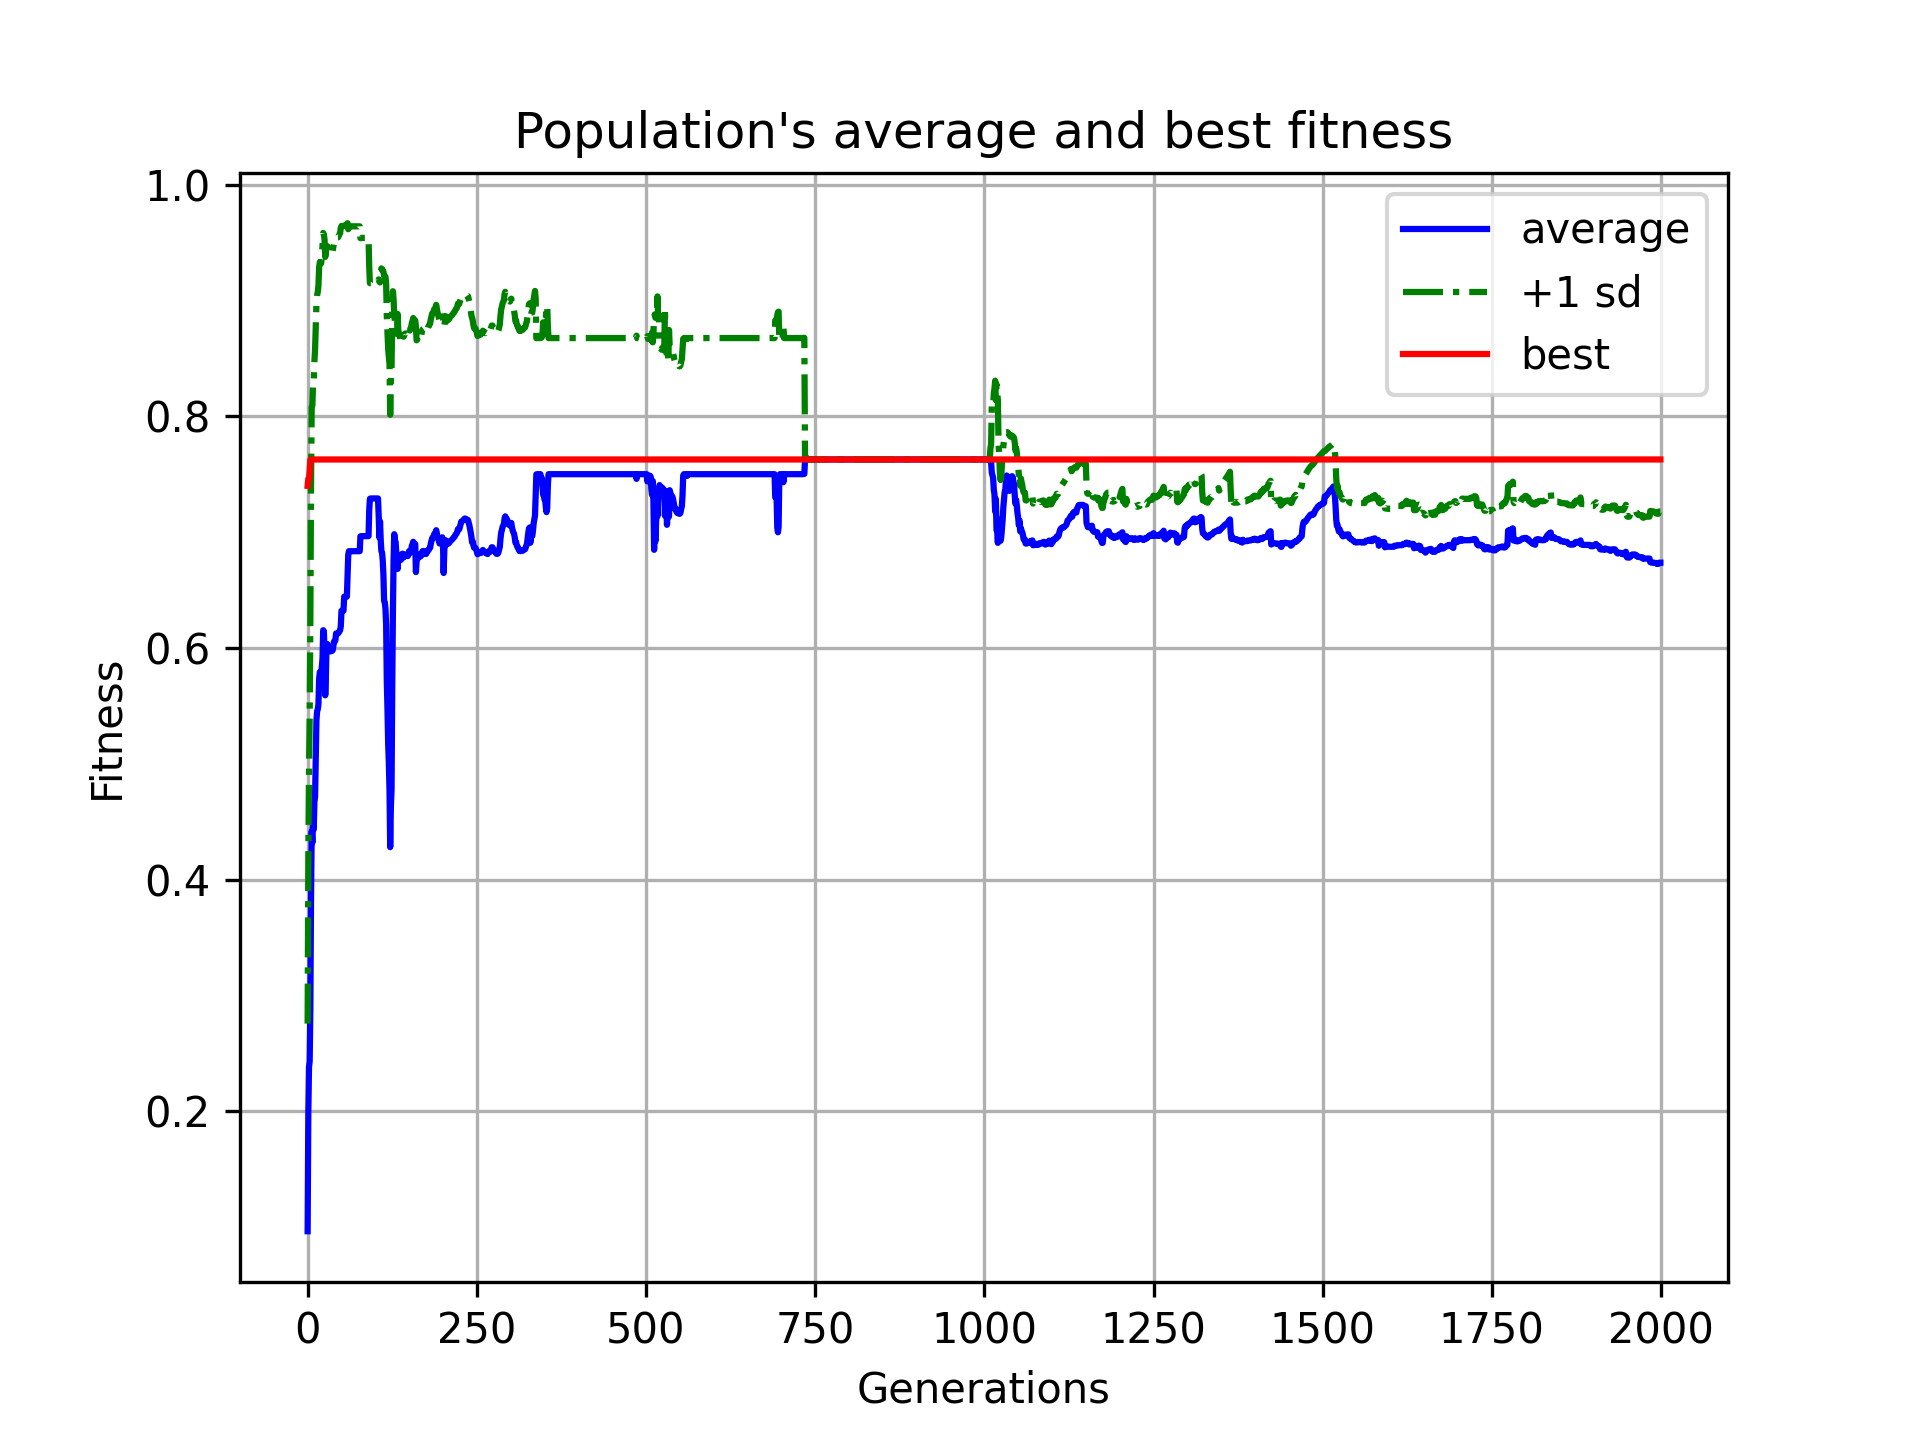 Population's average and best fitness
1.0
0.8
0.6
0.4
0.2
Fitness
average
+1 sd
best
0 250 500 750 1000 1250 1500 1750 2000
Generations